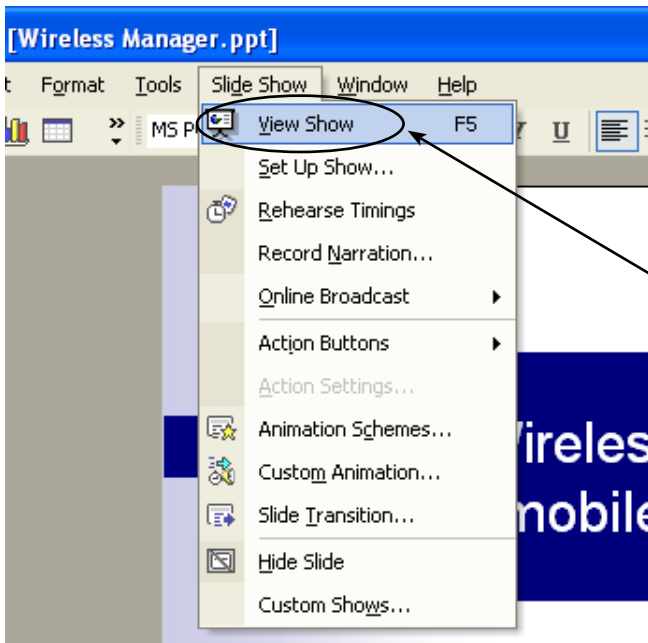 [Wireless Manager.ppt]
t Format Tools Slide Show Window Help
» MS P U
View Show F5
Set Up Show...
Rehearse Timings
Record Narration...
Online Broadcast
Action Buttons
Action Settings...
Animation Schemes...
Custom Animation...
Slide Transition...
Hide Slide
Custom Shows...
ireles
mobile